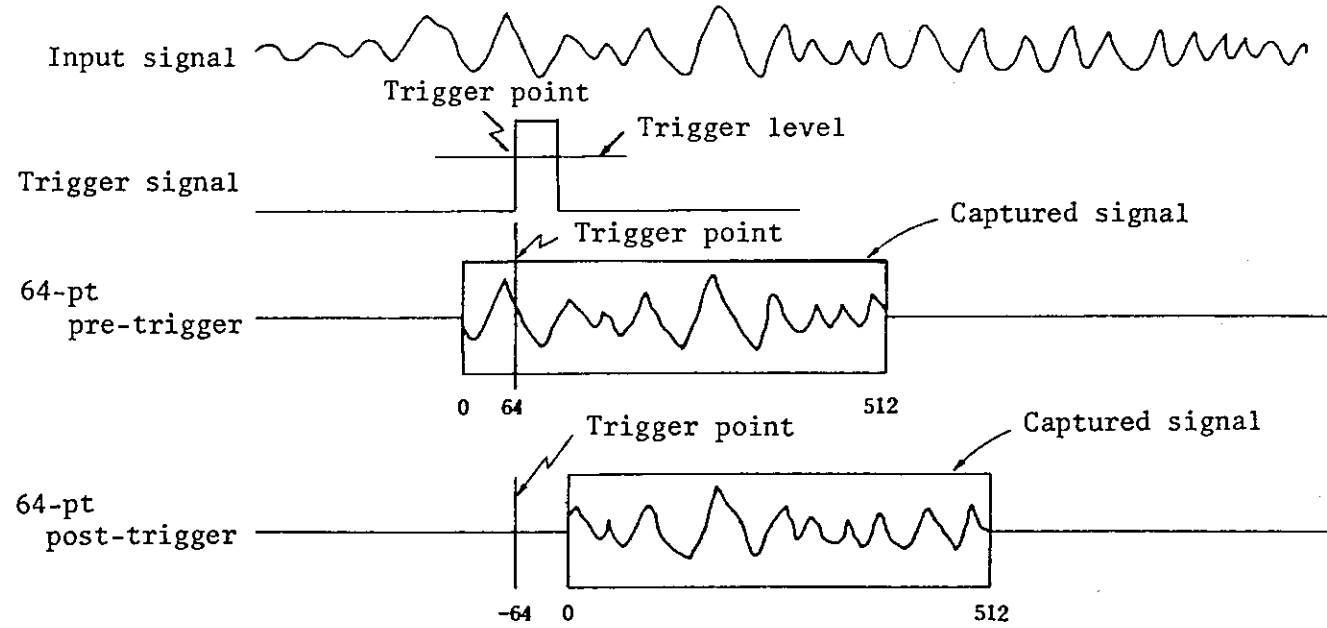 Input signal
Trigger point
Trigger level
Trigger signal
Captured signal
Trigger point
64-pt
pre-trigger
0 64 512
Trigger point
Captured signal
64-pt
post-trigger
-64 0 512